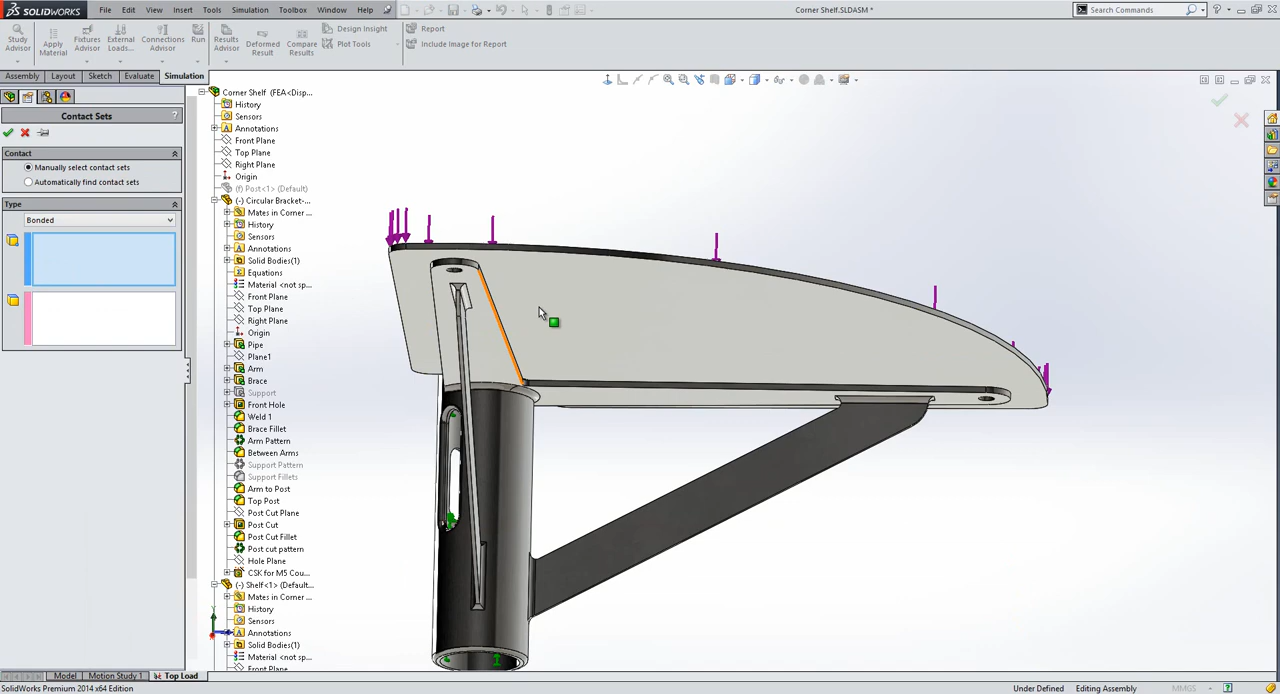 SOLIDWORKS File Edit View Insert Tools Simulation Toolbox Window Help Corner Shelf.SLDASM * Search Commands
Study Advisor Apply Material Fixtures Advisor External Loads... Connections Advisor Run Results Advisor Deformed Result Compare Results Design Insight Report
Plot Tools Include Image for Report
Assembly Layout Sketch Evaluate Simulation
Contact Sets ?
Contact
Manually select contact sets
Automatically find contact sets
Type
Bonded
Corner Shelf (FEA<Disp...
History
Sensors
Annotations
Front Plane
Top Plane
Right Plane
Origin
(f) Post<1> (Default)
(-) Circular Bracket-...
Mates in Corner ...
History
Sensors
Annotations
Solid Bodies(1)
Equations
Material <not sp...
Front Plane
Top Plane
Right Plane
Origin
Pipe
Plane1
Arm
Brace
Support
Front Hole
Weld 1
Brace Fillet
Arm Pattern
Between Arms
Support Pattern
Support Fillets
Arm to Post
Top Post
Post Cut Plane
Post Cut
Post Cut Fillet
Post cut pattern
Hole Plane
CSK for M5 Cou...
(-) Shelf<1> (Default...
Mates in Corner ...
History
Sensors
Annotations
Solid Bodies(1)
Material <not sp...
Front Plane
Model Motion Study 1 Top Load
SolidWorks Premium 2014 x64 Edition Under Defined Editing Assembly MMGS